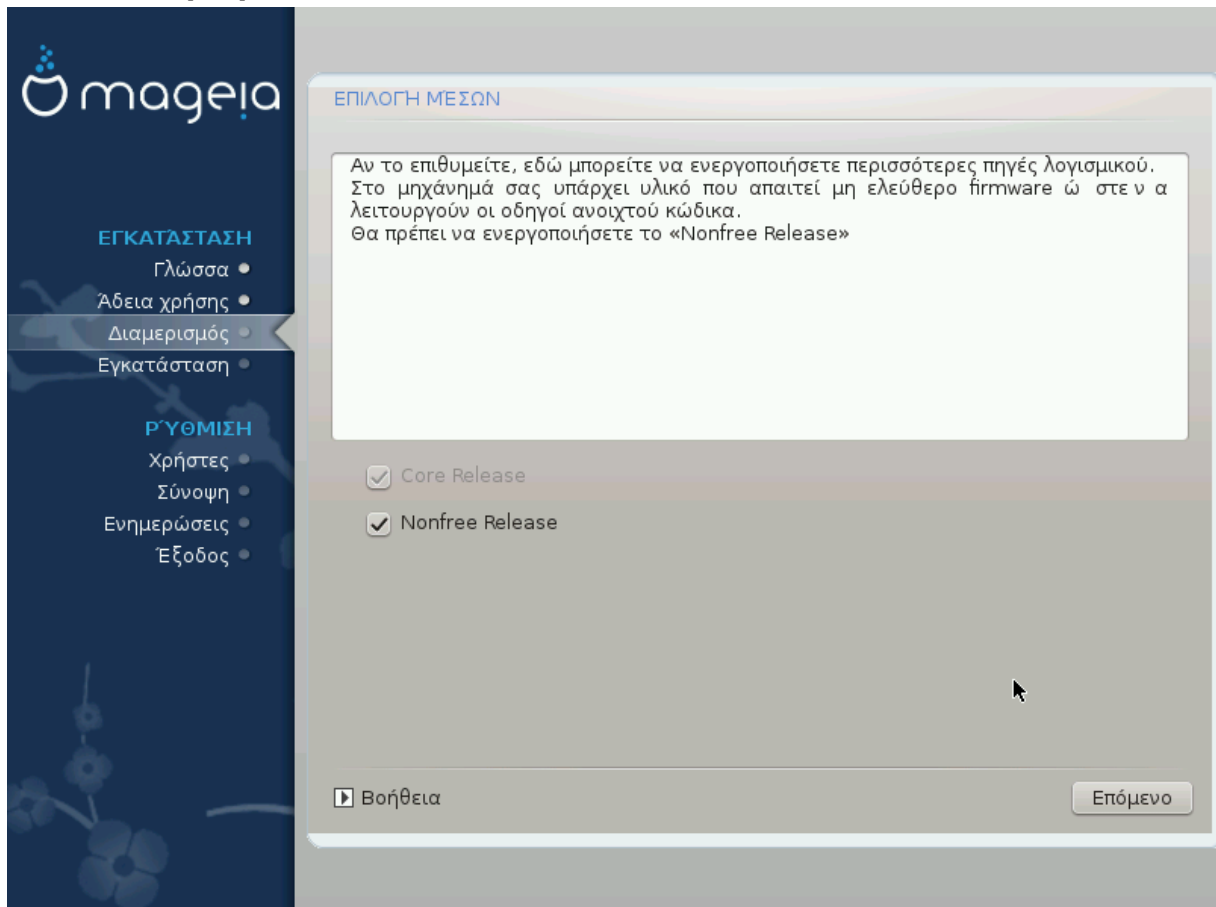 mageia
ΕΓΚΑΤΆΣΤΑΣΗ
Γλώσσα
Άδεια χρήσης
Διαμερισμός
Εγκατάσταση
ΡΎΘΜΙΣΗ
Χρήστες
Σύνοψη
Ενημερώσεις
Έξοδος
ΕΠΙΛΟΓΉ ΜΈΣΩΝ
Αν το επιθυμείτε, εδώ μπορείτε να ενεργοποιήσετε περισσότερες πηγές λογισμικού.
Στο μηχάνημά σας υπάρχει υλικό που απαιτεί μη ελεύθερο firmware ώ στε ν α
λειτουργούν οι οδηγοί ανοιχτού κώδικα.
Θα πρέπει να ενεργοποιήσετε το «Nonfree Release»
Core Release
Nonfree Release
Βοήθεια
Επόμενο